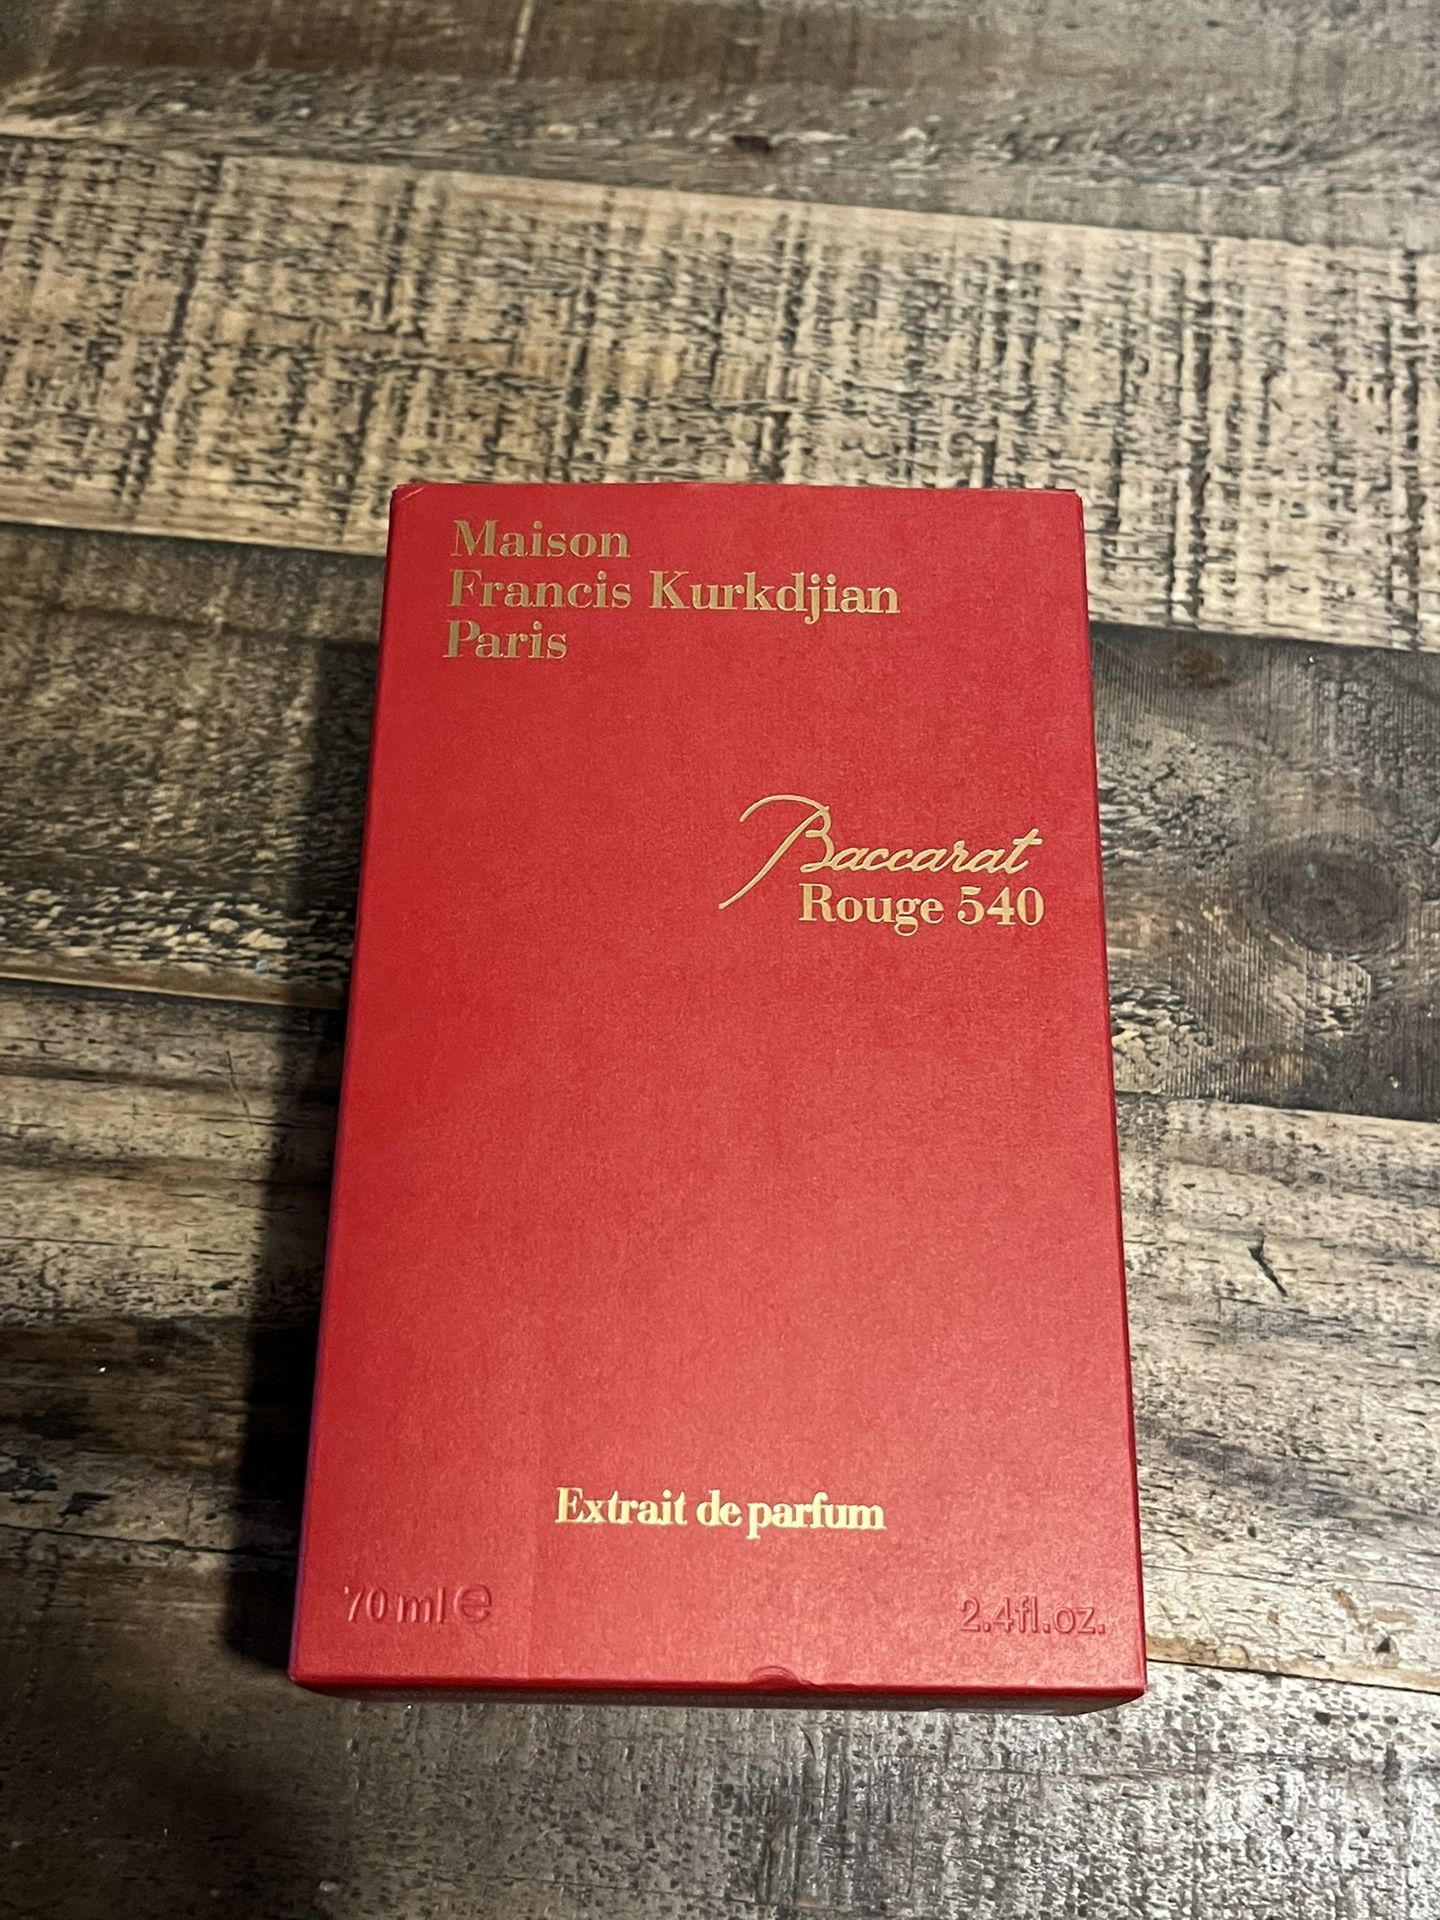 Maison
Francis Kurkdjian
Paris
Baccarat
Rouge 540
Extrait de parfum
70 ml e 2.4fl.oz.